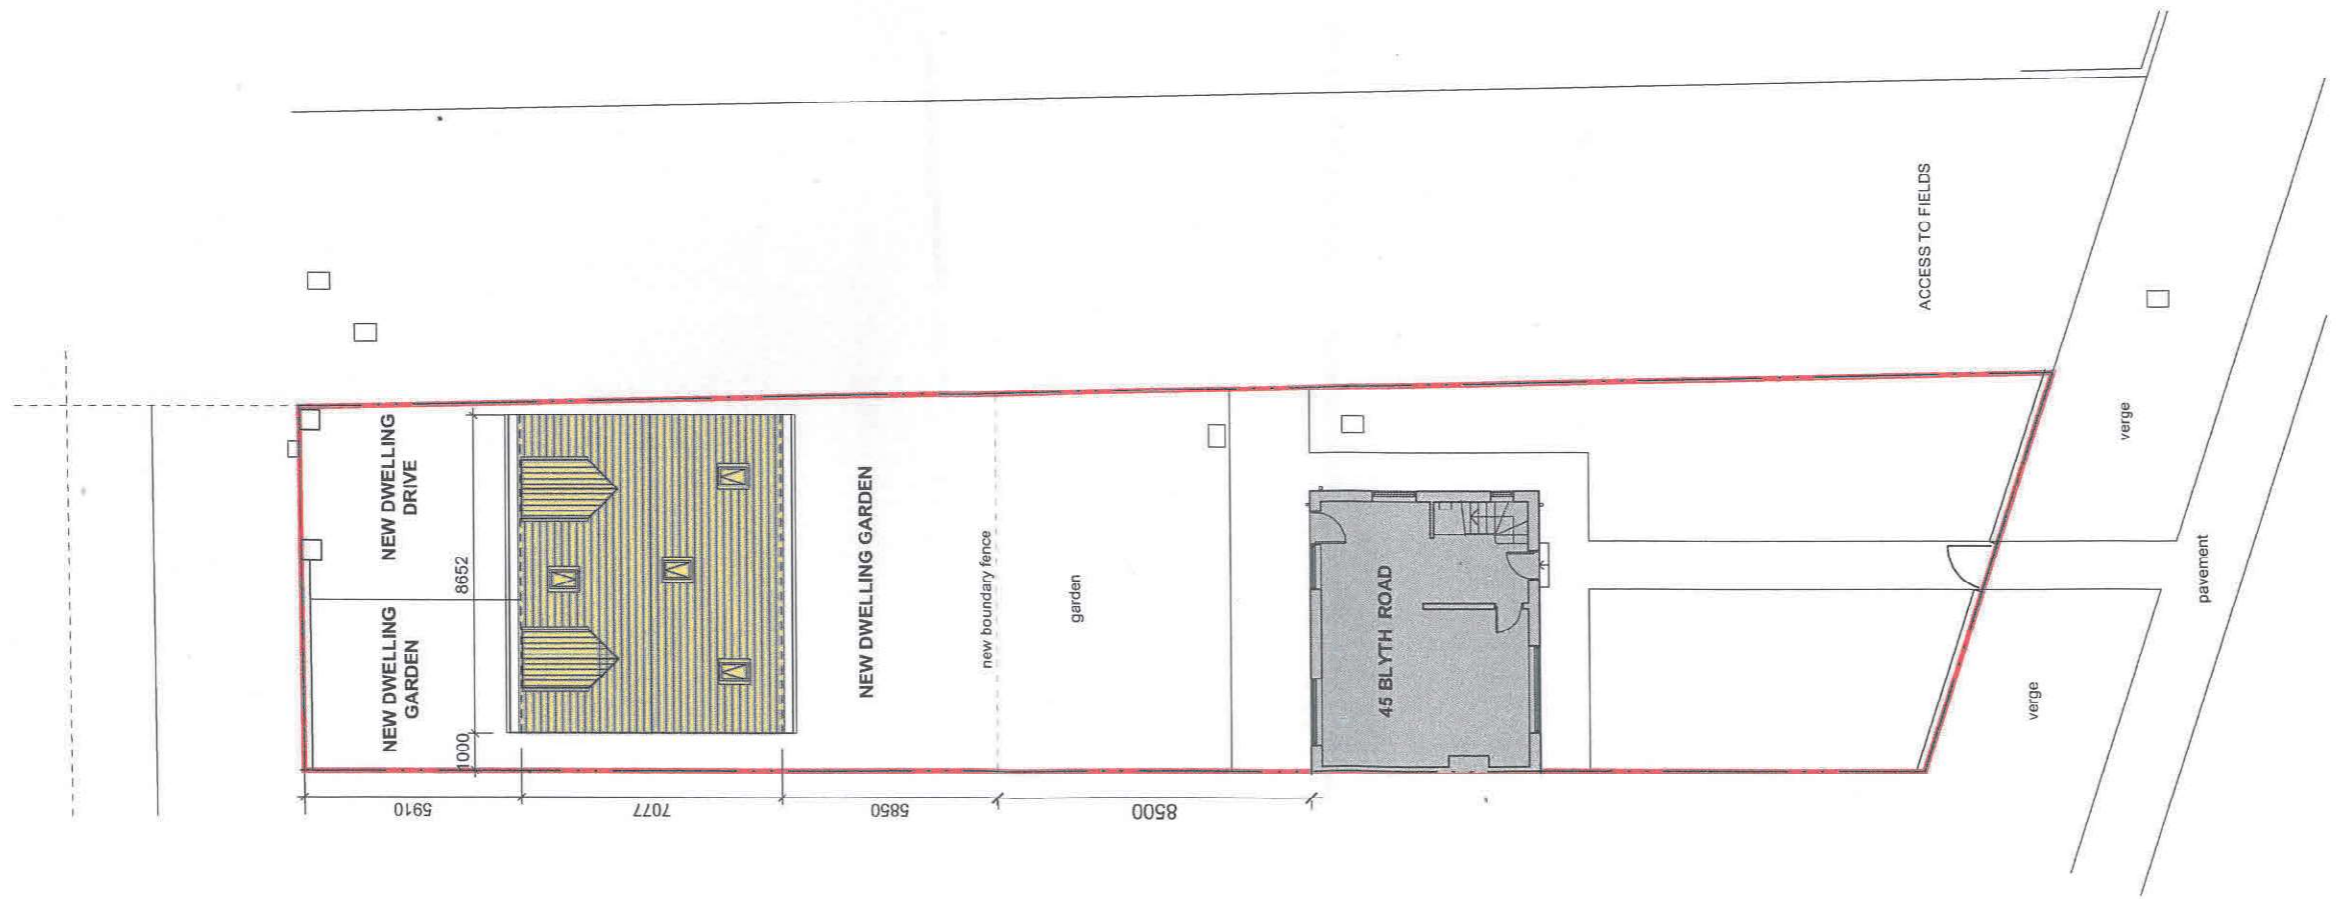 NEW DWELLING
DRIVE
NEW DWELLING
GARDEN
8652
1000
5910
7077
5850
8500
NEW DWELLING GARDEN
new boundary fence
garden
45 BLYTH ROAD
ACCESS TO FIELDS
verge
verge
pavement